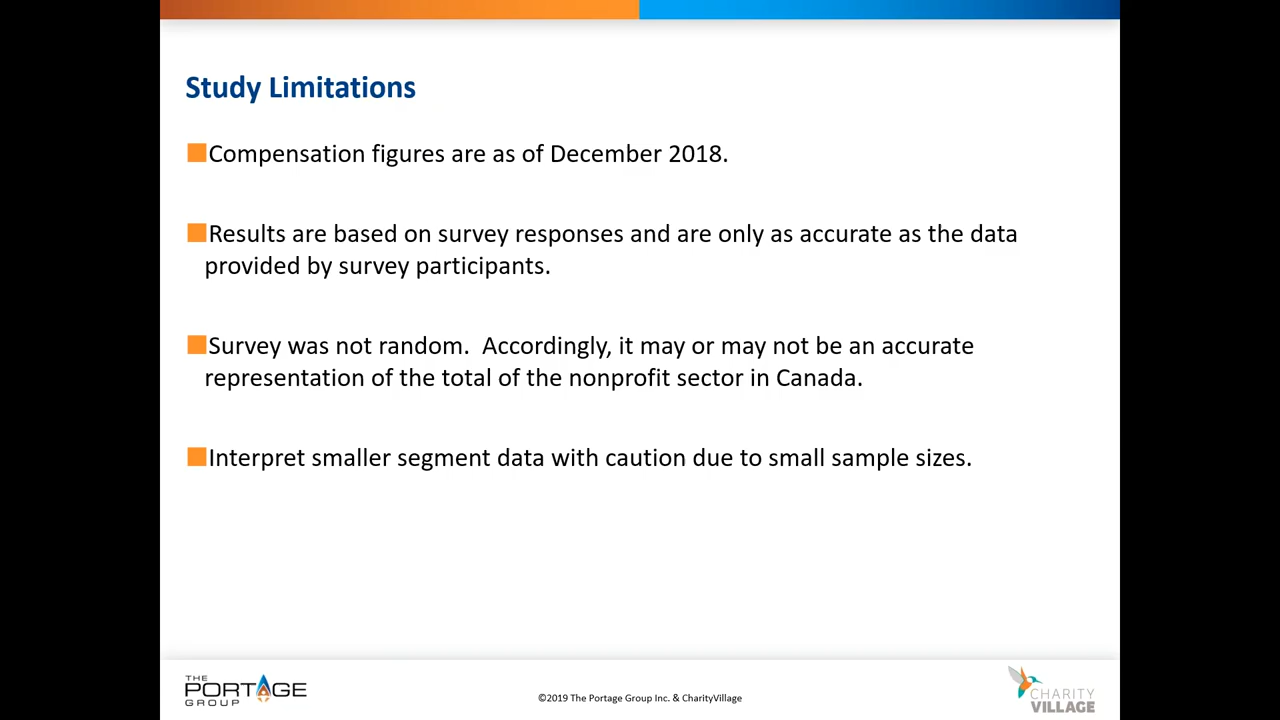 Study Limitations
Compensation figures are as of December 2018.
Results are based on survey responses and are only as accurate as the data
provided by survey participants.
Survey was not random.  Accordingly, it may or may not be an accurate
representation of the total of the nonprofit sector in Canada.
Interpret smaller segment data with caution due to small sample sizes.
THE
PORTAGE
GROUP
©2019 The Portage Group Inc. & CharityVillage
CHARITY
VILLAGE